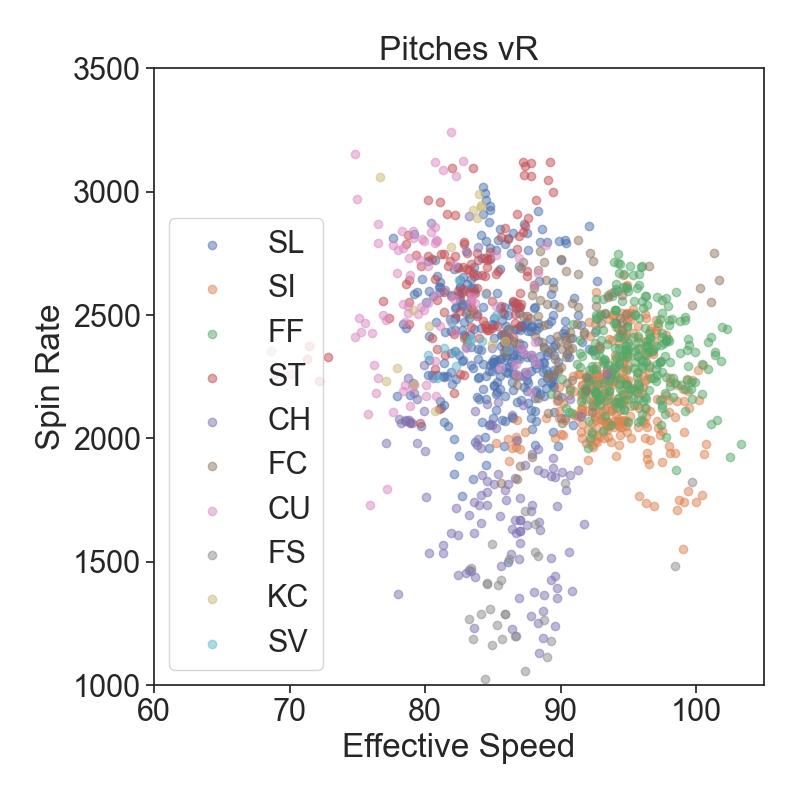 Pitches vR
3500
3000
2500
2000
1500
1000
Spin Rate
SL
SI
FF
ST
CH
FC
CU
FS
KC
SV
60 70 80 90 100
Effective Speed